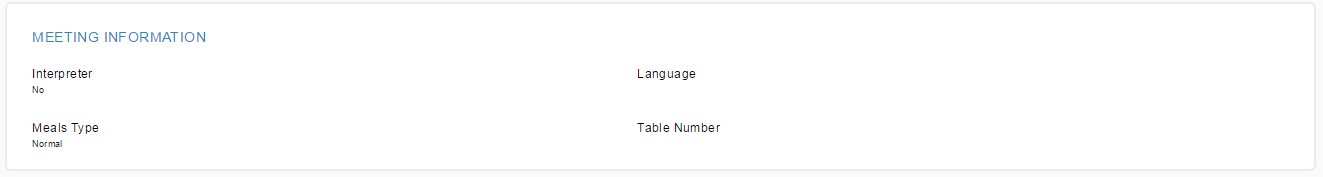 MEETING INFORMATION
Interpreter
No
Language
Meals Type
Normal
Table Number